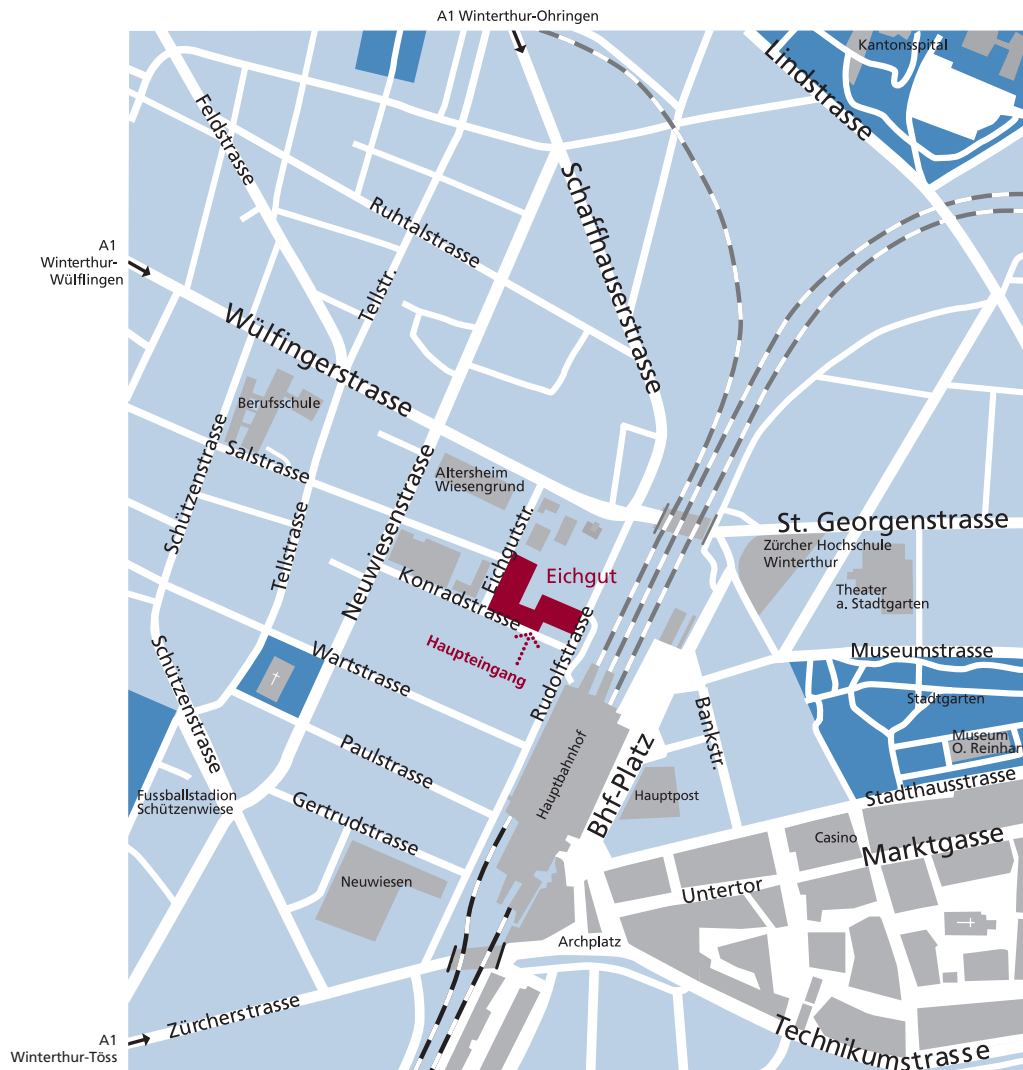 A1 Winterthur-Ohringen
Kantonsspital
Lindstrasse
Feldstrasse
Schaffhauserstrasse
Ruhtalstrasse
A1
Winterthur-
Wülflingen
Tellstr.
Wülfingerstrasse
Berufsschule
Schützenstrasse
Salstrasse
Neuwiesenstrasse
Altersheim
Wiesengrund
Tellstrasse
Eichgutstr.
St. Georgenstrasse
Zürcher Hochschule
Winterthur
Theater
a. Stadtgarten
Eichgut
Konradstrasse
Haupteingang
Rudolfstrasse
Wartstrasse
Schützenstrasse
Museumstrasse
Stadtgarten
Bankstr.
Museum
O. Reinhart
Paulstrasse
Hauptbahnhof
Bhf-Platz
Hauptpost
Stadthausstrasse
Fussballstadion
Schützenwiese
Gertrudstrasse
Casino
Marktgasse
Neuwiesen
Untertor
Archplatz
Zürcherstrasse
Technikumstrasse
A1
Winterthur-Töss